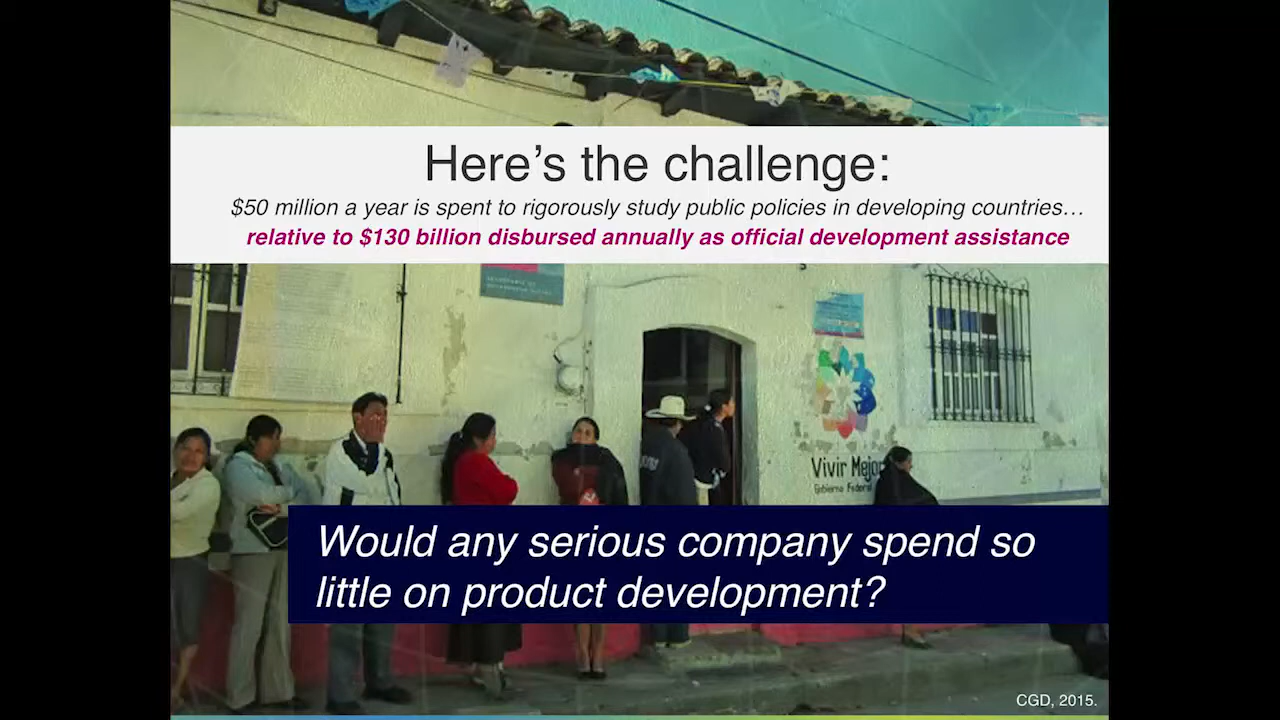 Here's the challenge:
$50 million a year is spent to rigorously study public policies in developing countries…
relative to $130 billion disbursed annually as official development assistance
Vivir Mejor
Gobierno Federal
Would any serious company spend so
little on product development?
CGD, 2015.